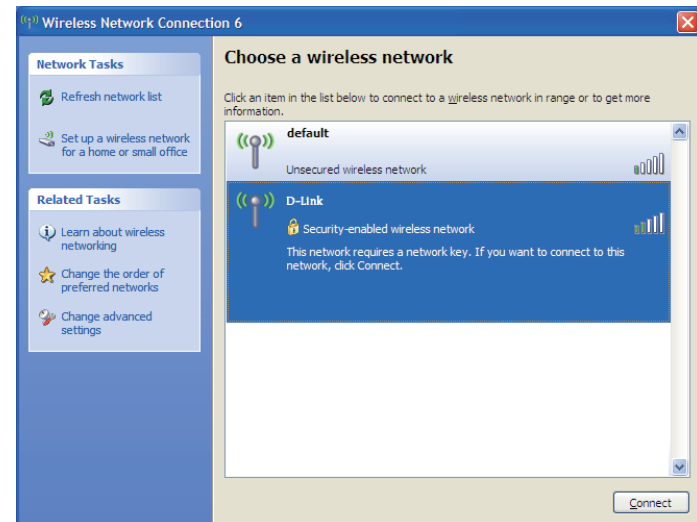 Wireless Network Connection 6
Network Tasks
Refresh network list
Set up a wireless network
for a home or small office
Related Tasks
Learn about wireless
networking
Change the order of
preferred networks
Change advanced
settings
Choose a wireless network
Click an item in the list below to connect to a wireless network in range or to get more
information.
default
Unsecured wireless network
D-Link
Security-enabled wireless network
This network requires a network key. If you want to connect to this
network, click Connect.
Connect